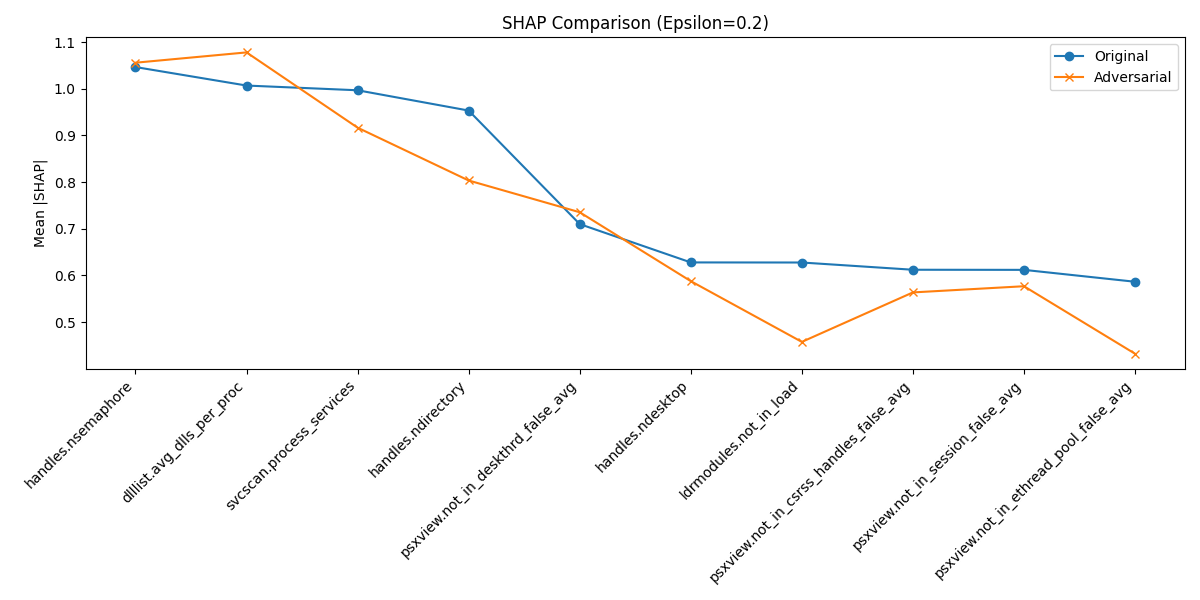 SHAP Comparison (Epsilon=0.2)
Mean |SHAP|
1.1
1.0
0.9
0.8
0.7
0.6
0.5
Original
Adversarial
handles.nsemaphore
dlllist.avg_dlls_per_proc
svcscan.process_services
handles.ndirectory
psxview.not_in_deskthrd_false_avg
handles.ndesktop
ldrmodules.not_in_load
psxview.not_in_csrss_handles_false_avg
psxview.not_in_session_false_avg
psxview.not_in_ethread_pool_false_avg